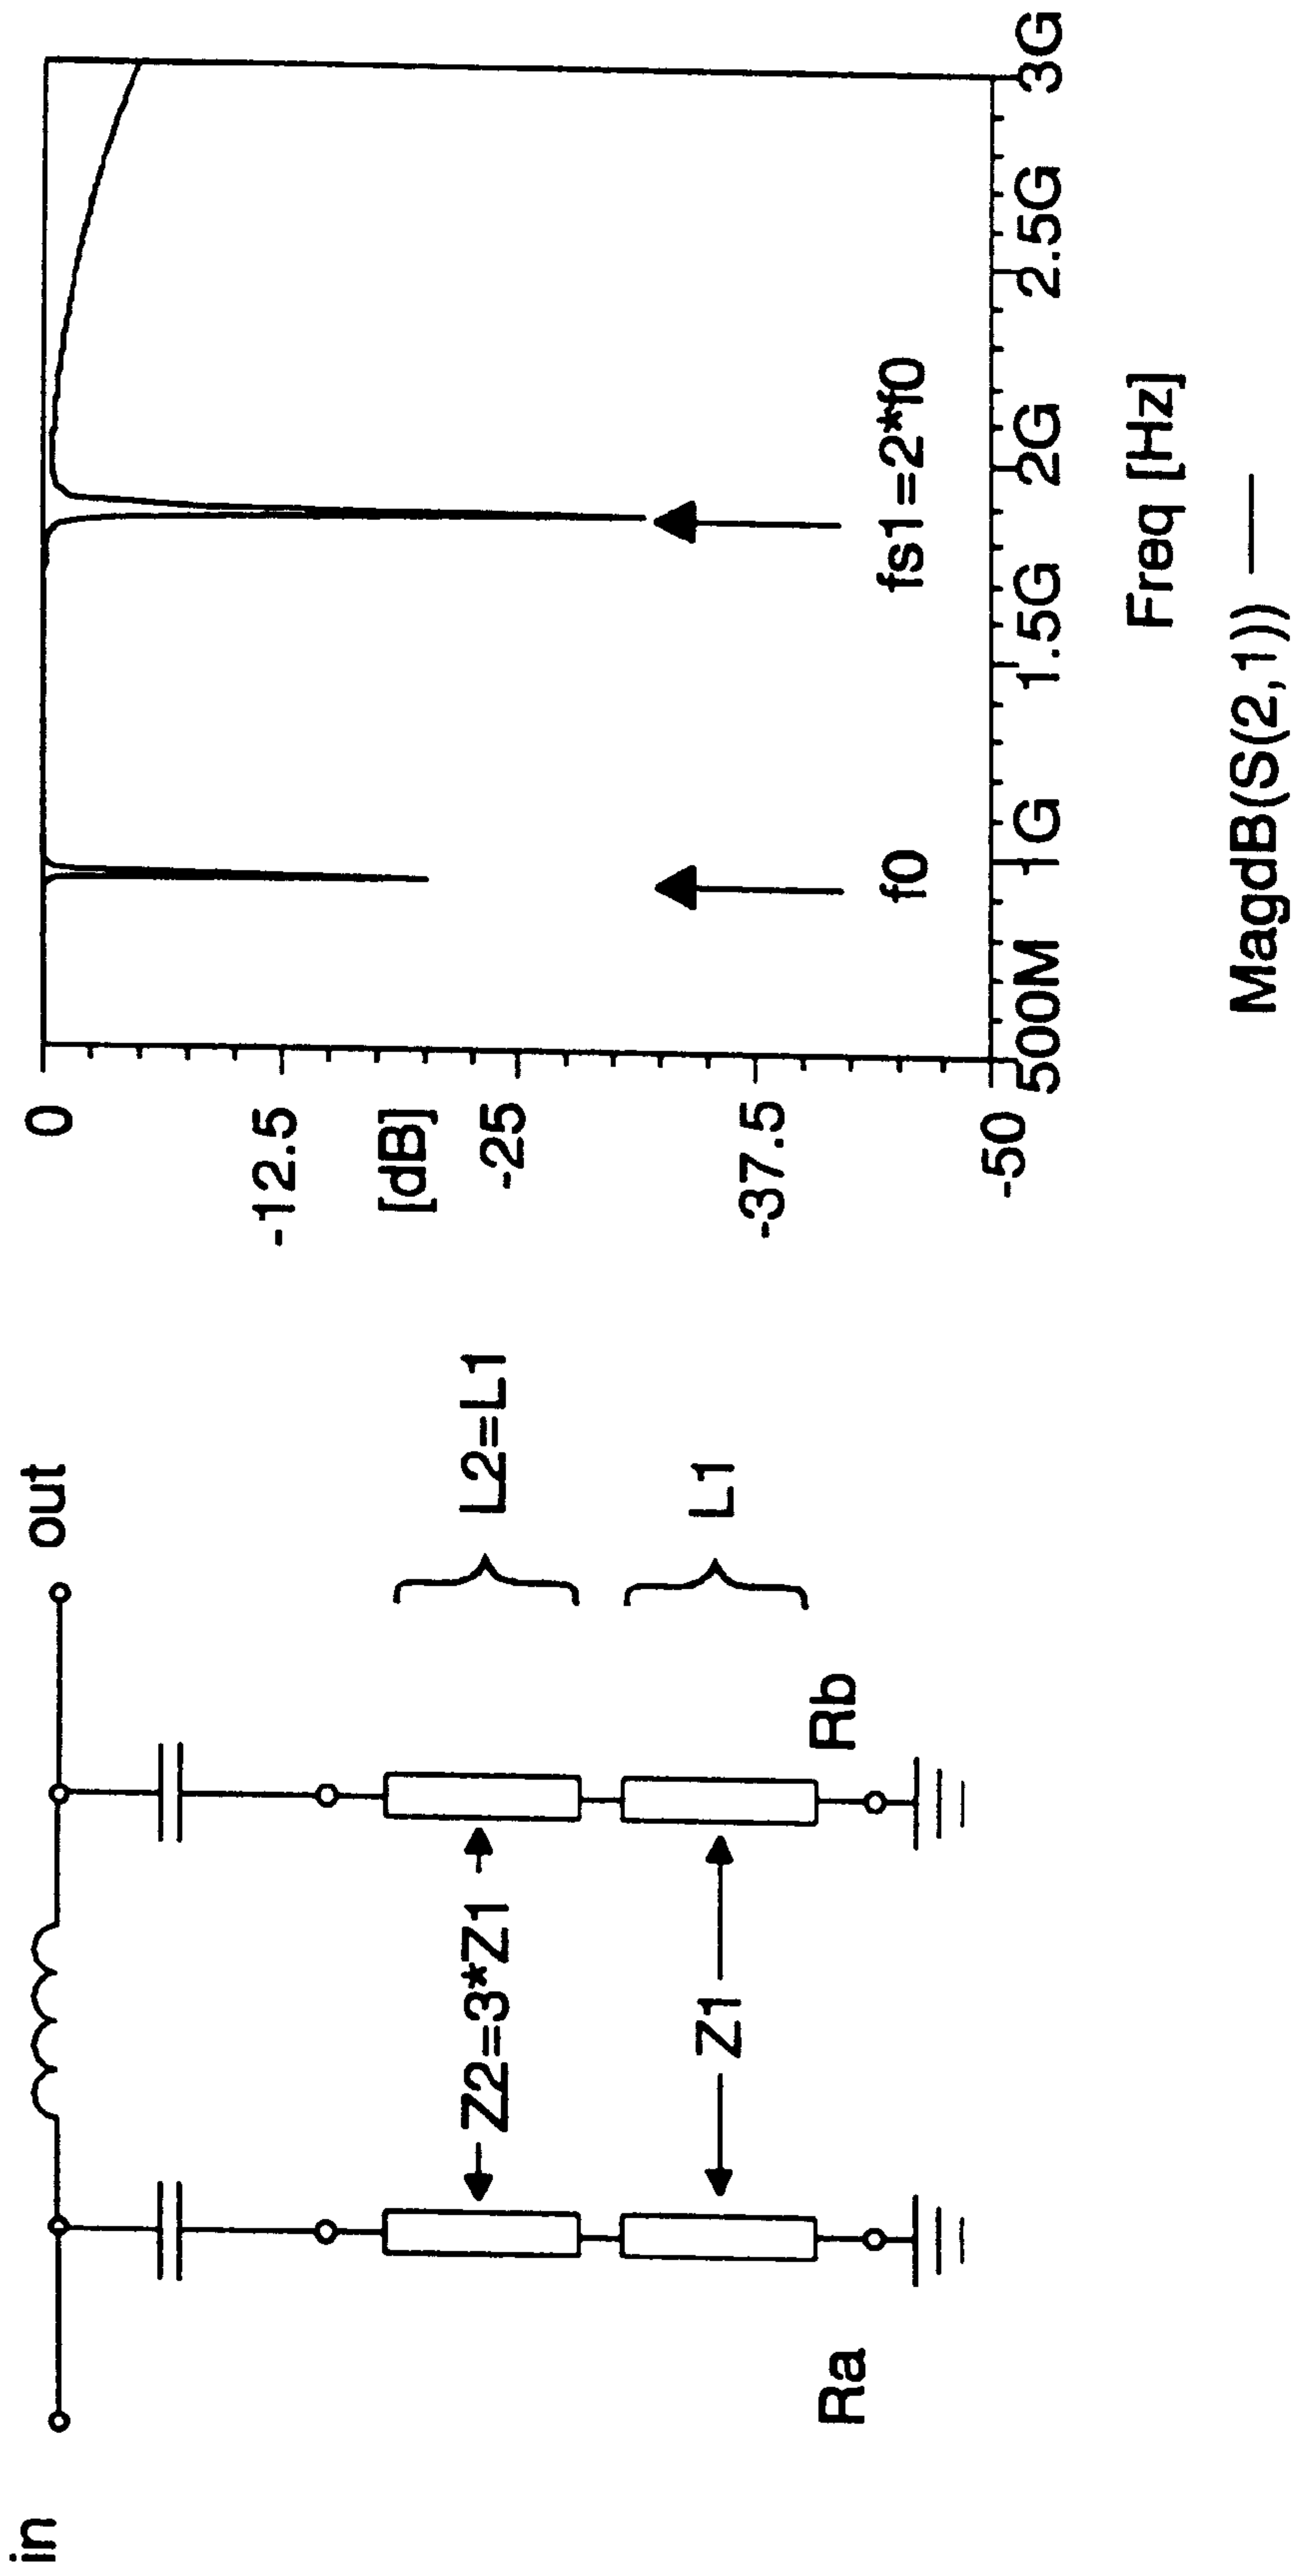 in
out
Z2=3*Z1
L2=L1
Z1
L1
Ra
Rb
0
-12.5
[dB]
-25
-37.5
-50
f0
fs1=2*f0
500M
1G
1.5G
2G
2.5G
3G
Freq [Hz]
MagdB(S(2,1))